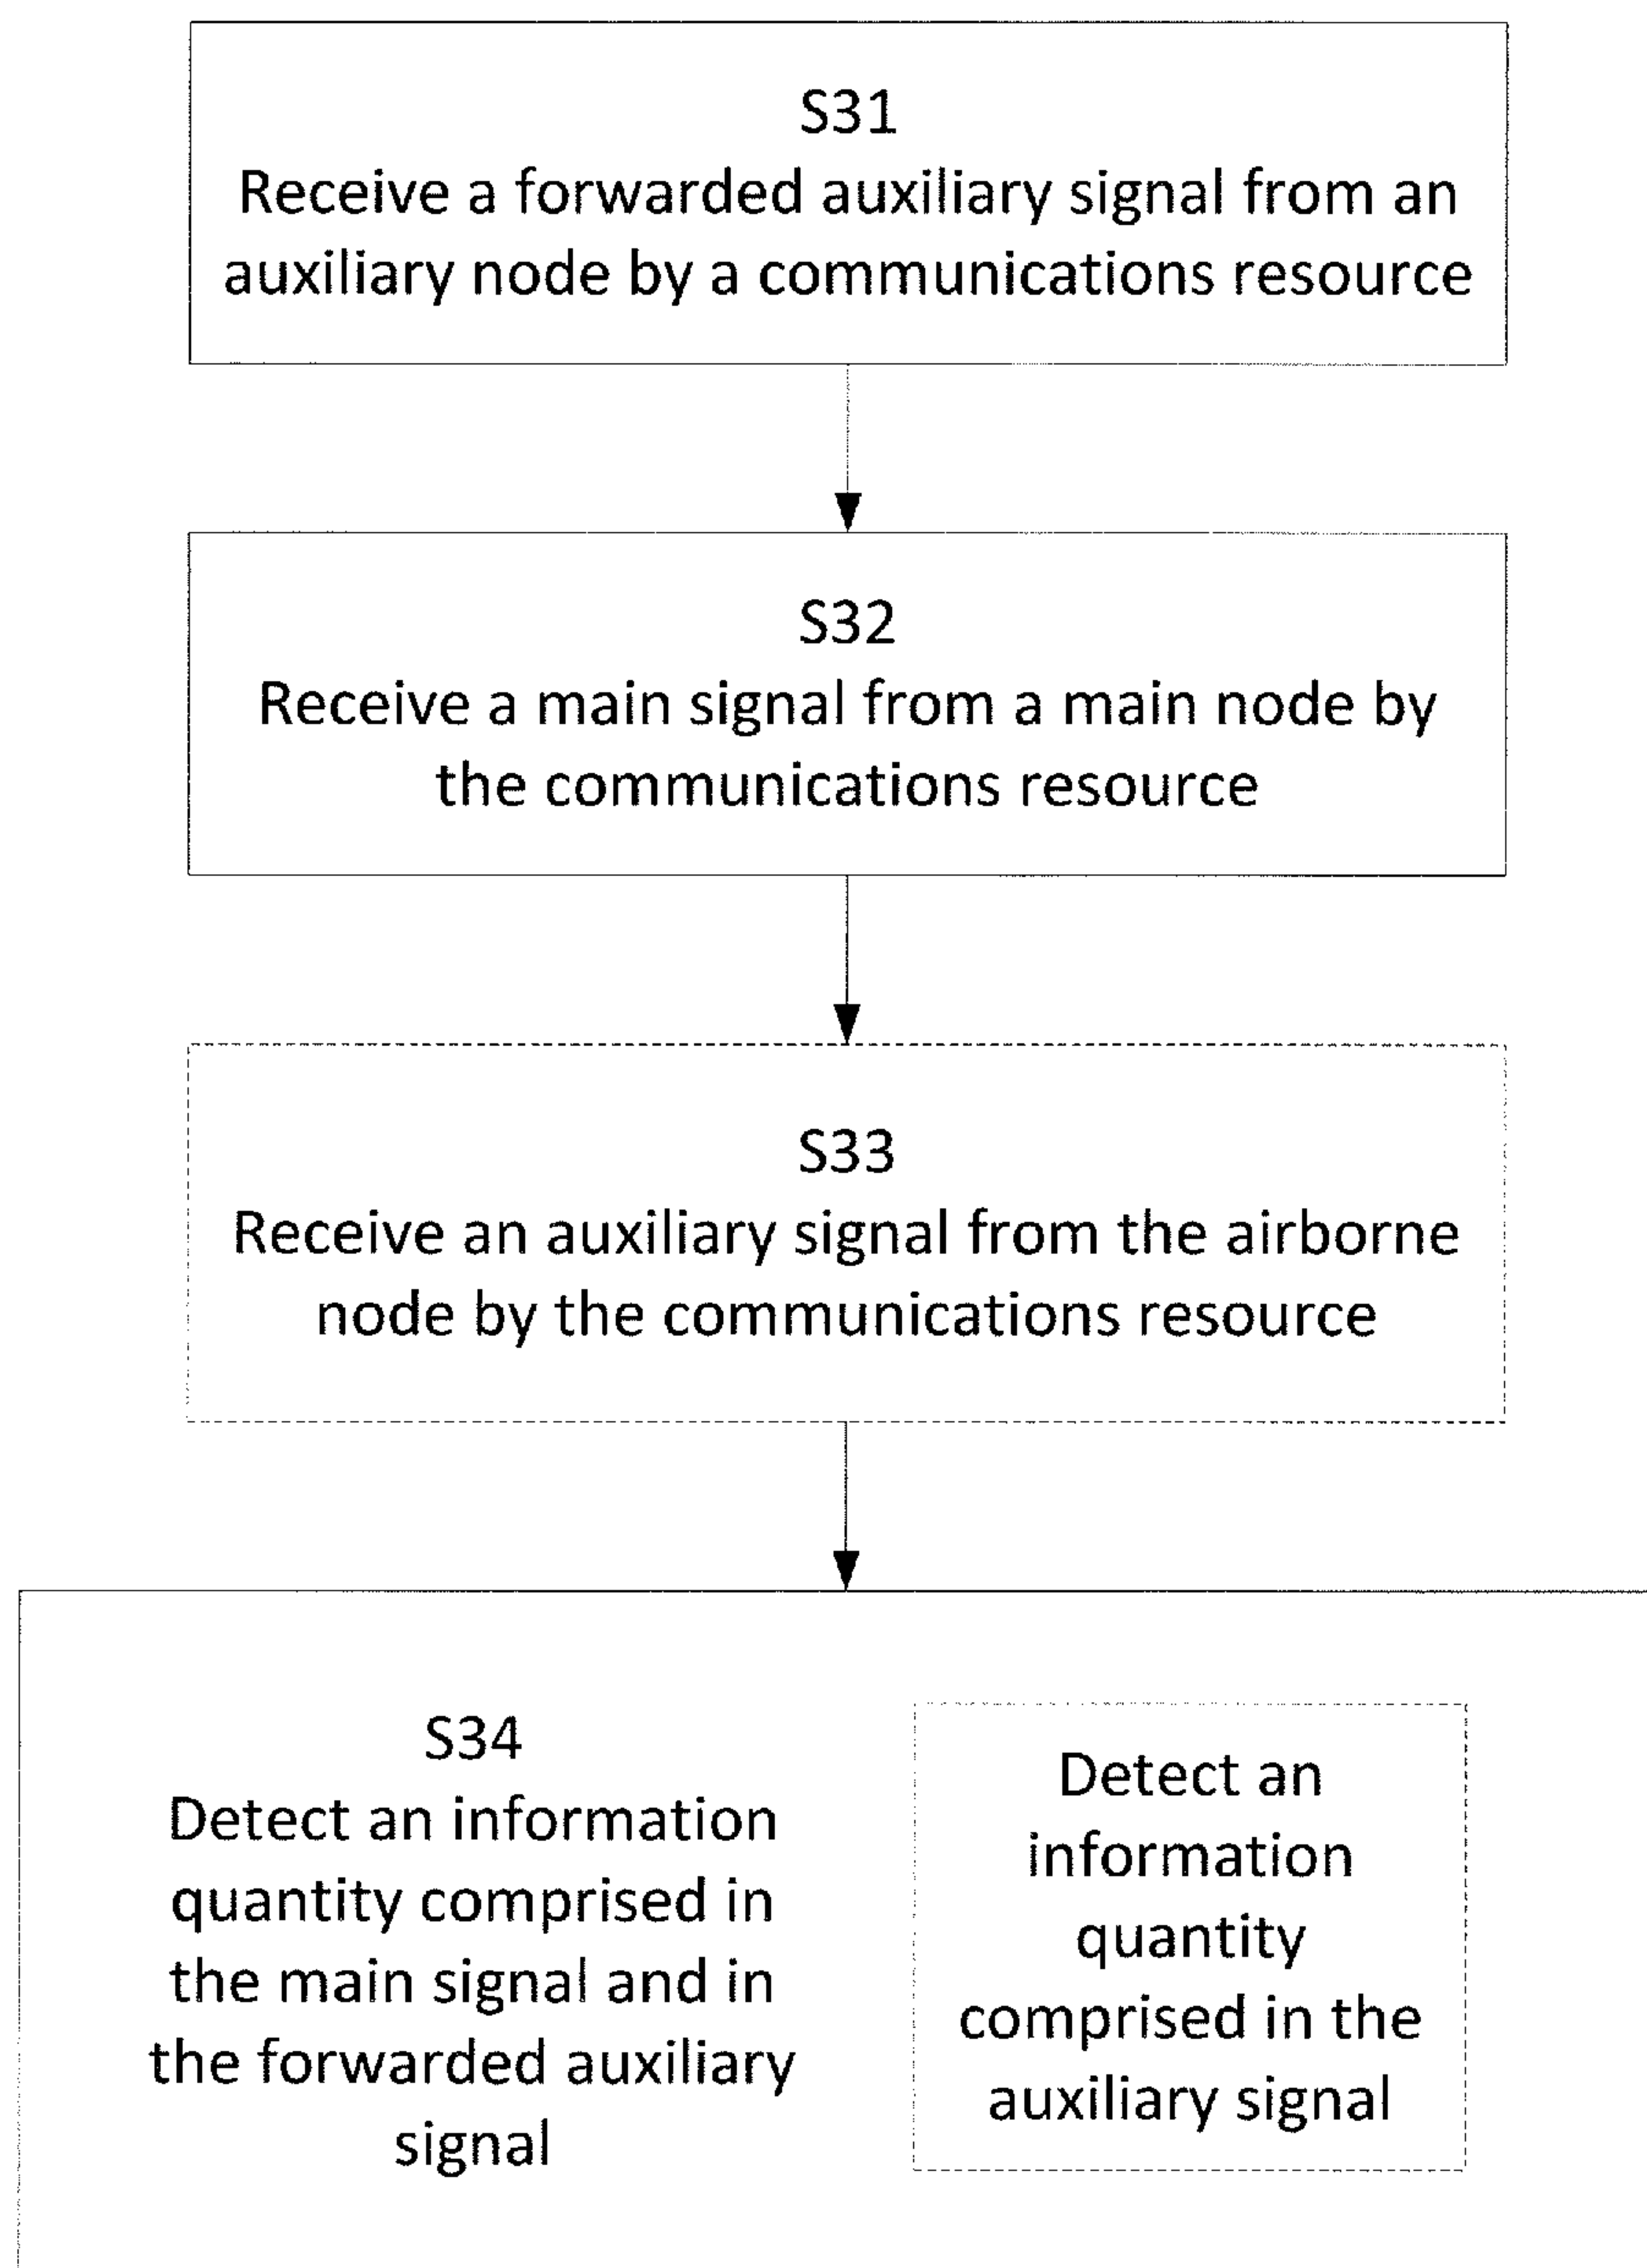 S31
Receive a forwarded auxiliary signal from an
auxiliary node by a communications resource
S32
Receive a main signal from a main node by
the communications resource
S33
Receive an auxiliary signal from the airborne
node by the communications resource
S34
Detect an information
quantity comprised in
the main signal and in
the forwarded auxiliary
signal
Detect an
information
quantity
comprised in the
auxiliary signal